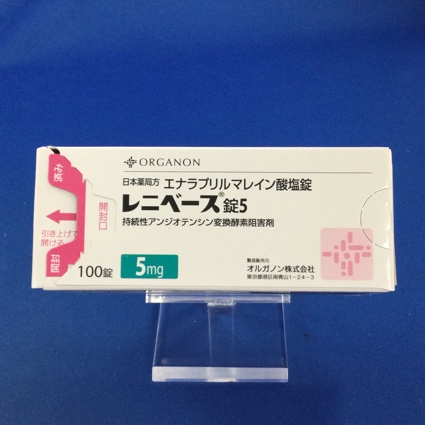 ORGANON
日本薬局方 エナラプリルマレイン酸塩錠
レニベース®錠5
持続性アンジオテンシン変換酵素阻害剤
開封済み
開封口
引き上げて
開ける
100錠
5mg
製造販売元
オルガノン株式会社
東京都港区南青山1-24-3